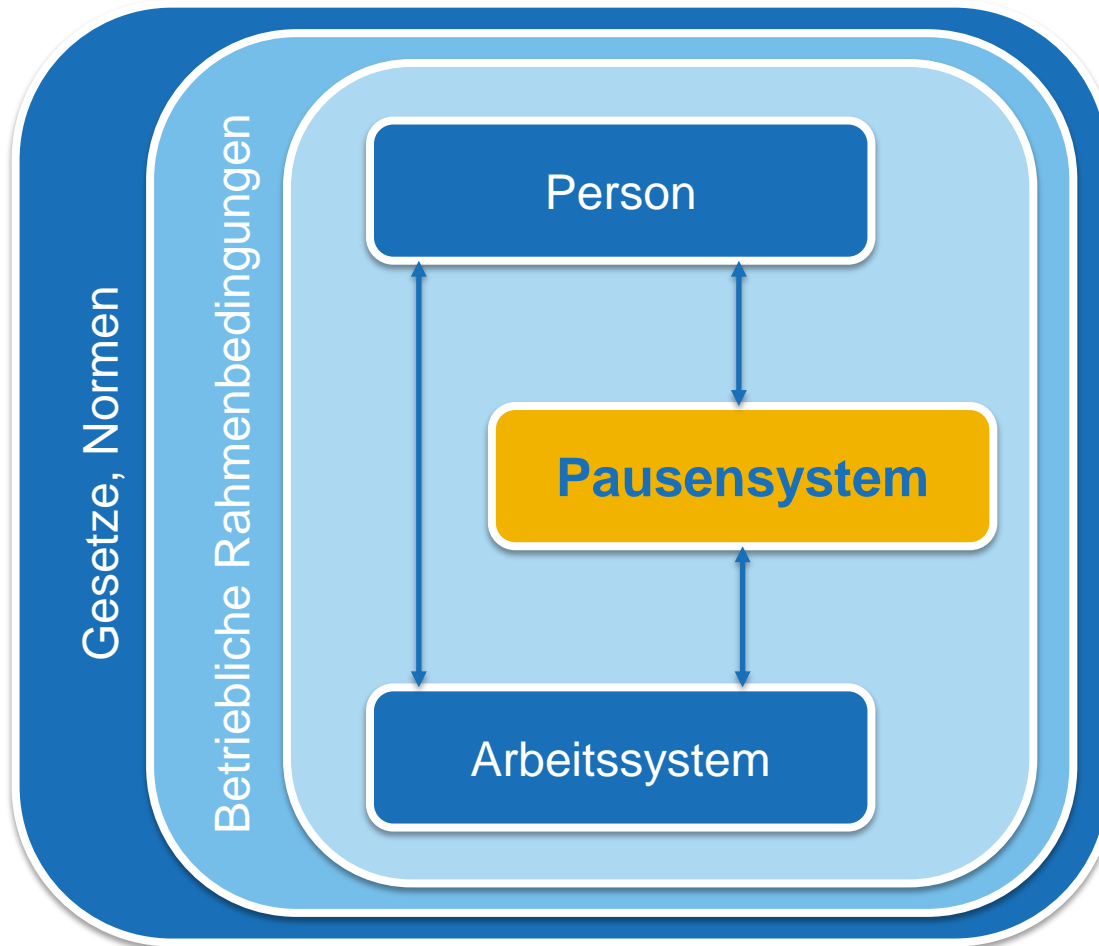 Gesetze, Normen
Betriebliche Rahmenbedingungen
Person
Pausensystem
Arbeitssystem